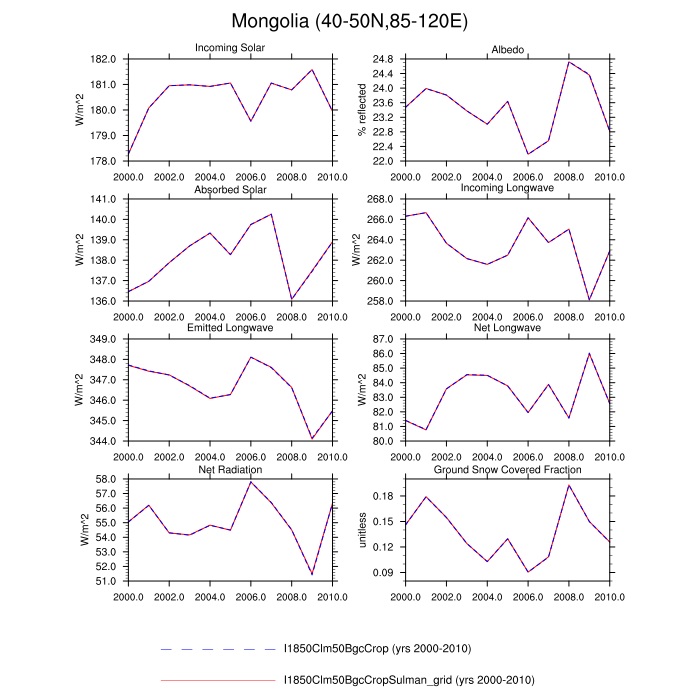 Mongolia (40-50N,85-120E)
Incoming Solar
W/m^2
182.0
181.0
180.0
179.0
178.0
2000.0 2002.0 2004.0 2006.0 2008.0 2010.0
Albedo
% reflected
24.8
24.4
24.0
23.6
23.2
22.8
22.4
22.0
2000.0 2002.0 2004.0 2006.0 2008.0 2010.0
Absorbed Solar
W/m^2
141.0
140.0
139.0
138.0
137.0
136.0
2000.0 2002.0 2004.0 2006.0 2008.0 2010.0
Incoming Longwave
W/m^2
268.0
266.0
264.0
262.0
260.0
258.0
2000.0 2002.0 2004.0 2006.0 2008.0 2010.0
Emitted Longwave
W/m^2
349.0
348.0
347.0
346.0
345.0
344.0
2000.0 2002.0 2004.0 2006.0 2008.0 2010.0
Net Longwave
W/m^2
87.0
86.0
85.0
84.0
83.0
82.0
81.0
80.0
2000.0 2002.0 2004.0 2006.0 2008.0 2010.0
Net Radiation
W/m^2
58.0
57.0
56.0
55.0
54.0
53.0
52.0
51.0
2000.0 2002.0 2004.0 2006.0 2008.0 2010.0
Ground Snow Covered Fraction
unitless
0.18
0.15
0.12
0.09
2000.0 2002.0 2004.0 2006.0 2008.0 2010.0
I1850Clm50BgcCrop (yrs 2000-2010)
I1850Clm50BgcCropSulman_grid (yrs 2000-2010)